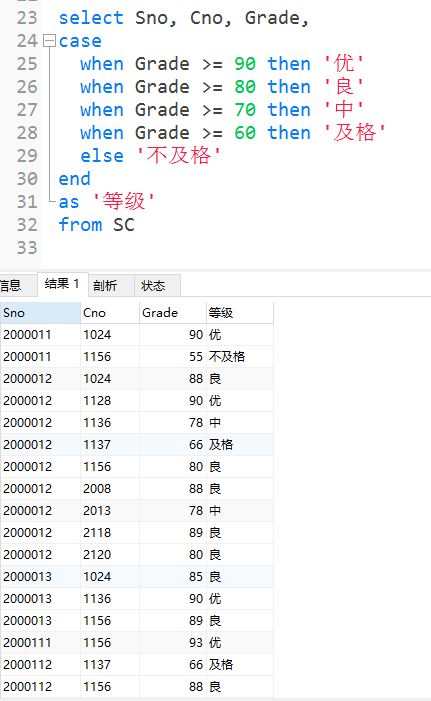 23 select Sno, Cno, Grade,
24 case
25 when Grade >= 90 then '优'
26 when Grade >= 80 then '良'
27 when Grade >= 70 then '中'
28 when Grade >= 60 then '及格'
29 else '不及格'
30 end
31 as '等级'
32 from SC
33
信息 结果 1 剖析 状态
Sno Cno Grade 等级
2000011 1024 90 优
2000011 1156 55 不及格
2000012 1024 88 良
2000012 1128 90 优
2000012 1136 78 中
2000012 1137 66 及格
2000012 1156 80 良
2000012 2008 88 良
2000012 2013 78 中
2000012 2118 89 良
2000012 2120 80 良
2000013 1024 85 良
2000013 1136 90 优
2000013 1156 89 良
2000111 1156 93 优
2000112 1137 66 及格
2000112 1156 88 良